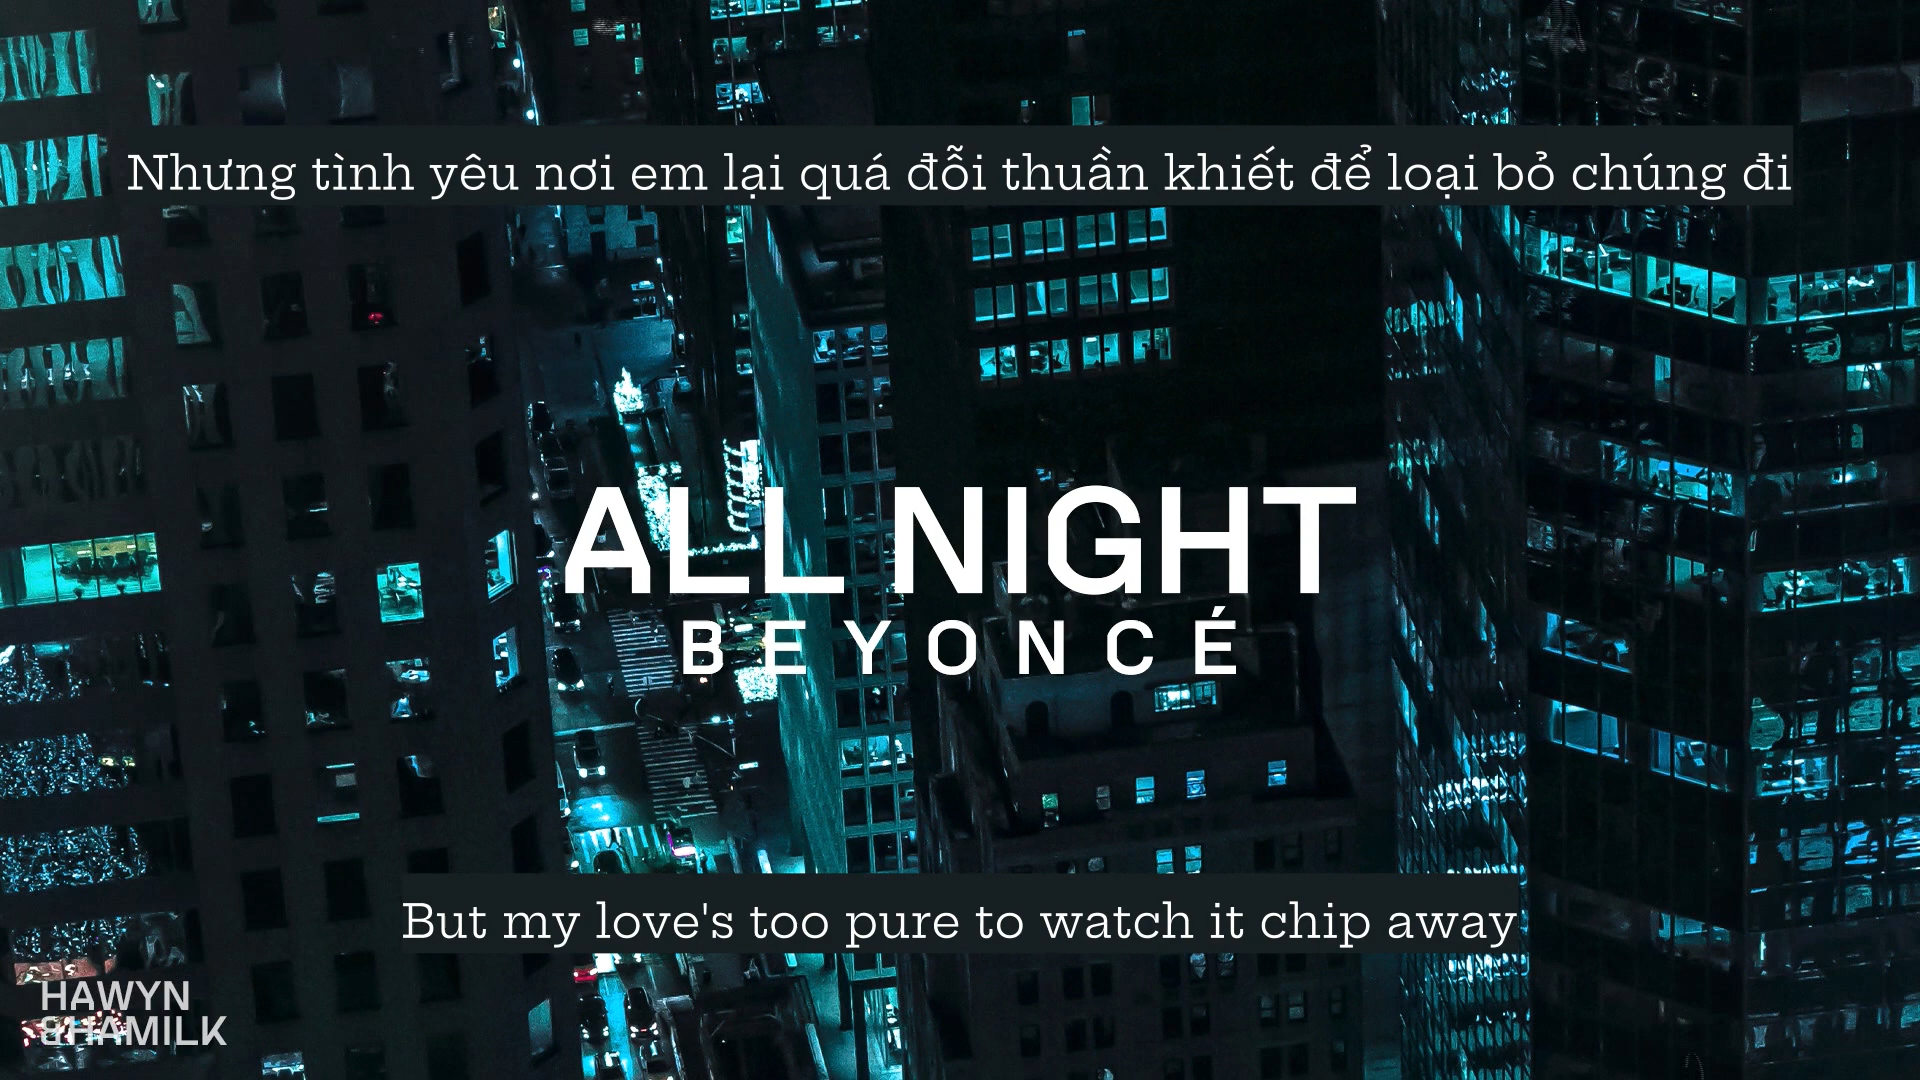 Nhưng tình yêu nơi em lại quá đỗi thuần khiết để loại bỏ chúng đi
ALL NIGHT
BEYONCÉ
But my love's too pure to watch it chip away
HAWYN
&HAMILK